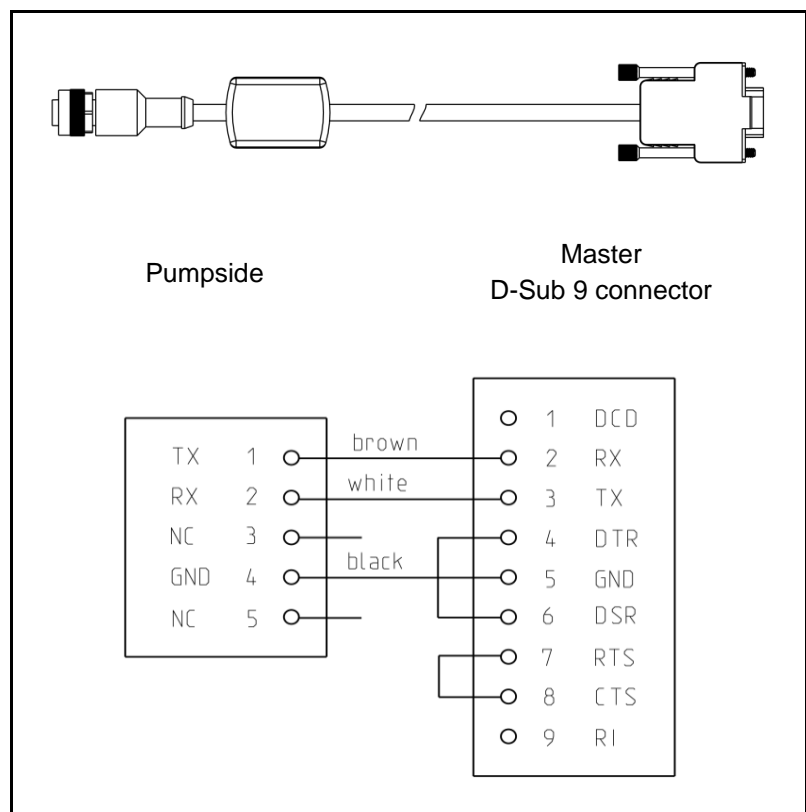 Pumpside
Master
D-Sub 9 connector
TX 1
RX 2
NC 3
GND 4
NC 5
brown
white
black
1 DCD
2 RX
3 TX
4 DTR
5 GND
6 DSR
7 RTS
8 CTS
9 RI